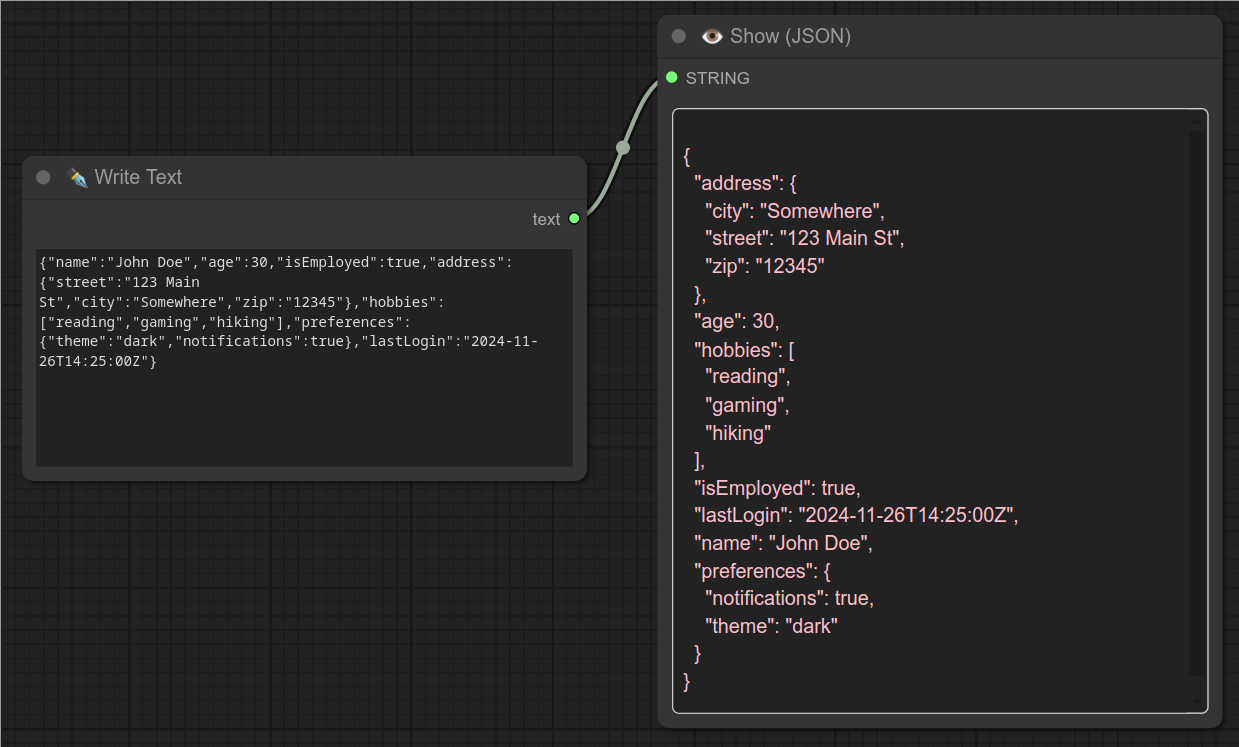 Show (JSON)
STRING
Write Text
text
{"name":"John Doe","age":30,"isEmployed":true,"address":
{"street":"123 Main
St","city":"Somewhere","zip":"12345"},"hobbies":
["reading","gaming","hiking"],"preferences":
{"theme":"dark","notifications":true},"lastLogin":"2024-11-
26T14:25:00Z"}
{
"address": {
"city": "Somewhere",
"street": "123 Main St",
"zip": "12345"
},
"age": 30,
"hobbies": [
"reading",
"gaming",
"hiking"
],
"isEmployed": true,
"lastLogin": "2024-11-26T14:25:00Z",
"name": "John Doe",
"preferences": {
"notifications": true,
"theme": "dark"
}
}